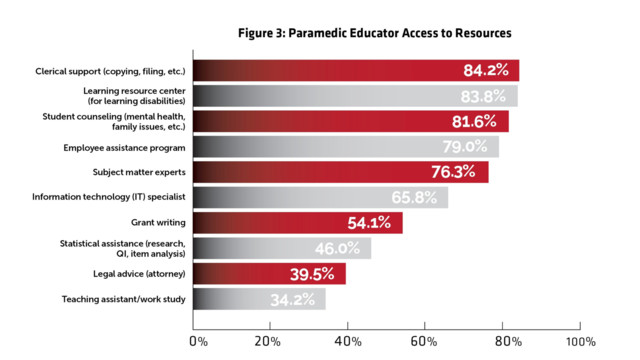 Figure 3: Paramedic Educator Access to Resources
Clerical support (copying, filing, etc.)
84.2%
Learning resource center
(for learning disabilities)
83.8%
Student counseling (mental health,
family issues, etc.)
81.6%
Employee assistance program
79.0%
Subject matter experts
76.3%
Information technology (IT) specialist
65.8%
Grant writing
54.1%
Statistical assistance (research,
QI, item analysis)
46.0%
Legal advice (attorney)
39.5%
Teaching assistant/work study
34.2%
0% 20% 40% 60% 80% 100%